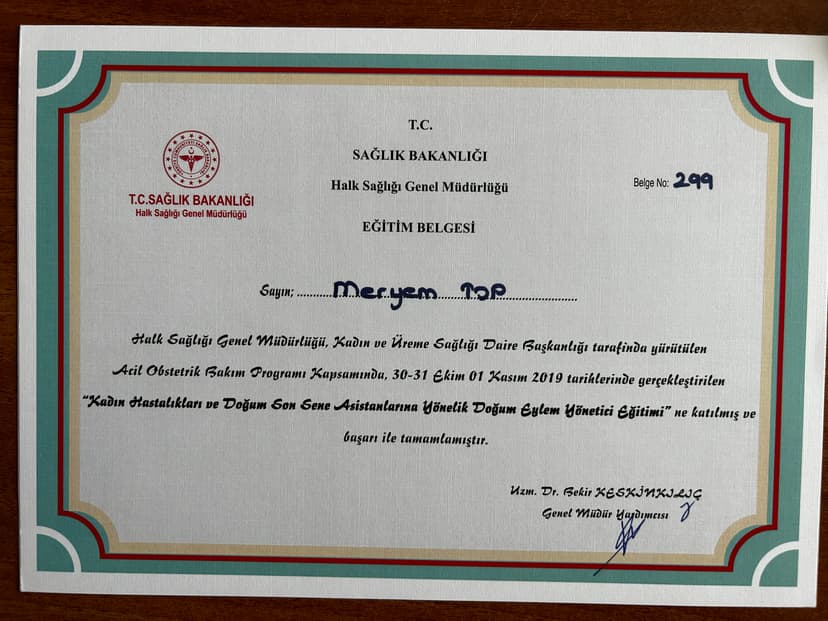 T.C.
SAĞLIK BAKANLIĞI
Halk Sağlığı Genel Müdürlüğü
T.C.SAĞLIK BAKANLIĞI
Halk Sağlığı Genel Müdürlüğü
Belge No: 299
EĞİTİM BELGESİ
Sayın; Meryem TOP
Halk Sağlığı Genel Müdürlüğü, Kadın ve Üreme Sağlığı Daire Başkanlığı tarafinda yürütülen
Acil Obstetrik Bakım Programı Kapsamında, 30-31 Ekim 01 Kasım 2019 tarihlerinde gerçekleştirilen
“Kadın Hastalıkları ve Doğum Son Sene Asistanlarına Yönelik Doğum Eylem Yönetici Eğitimi” ne katılmış ve
başarı ile tamamlamıştır.
Uzm. Dr. Bekir KESKİNKILIÇ
Genel Müdür Yardımcısı